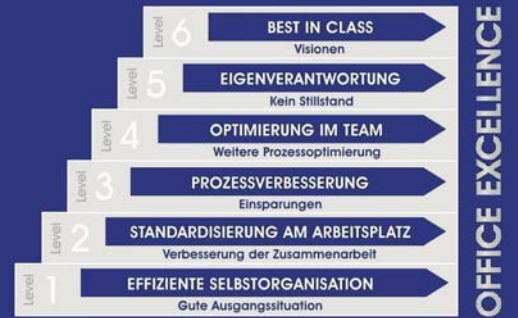 Level 6
BEST IN CLASS
Visionen
Level 5
EIGENVERANTWORTUNG
Kein Stillstand
Level 4
OPTIMIERUNG IM TEAM
Weitere Prozessoptimierung
Level 3
PROZESSVERBESSERUNG
Einsparungen
Level 2
STANDARDISIERUNG AM ARBEITSPLATZ
Verbesserung der Zusammenarbeit
Level 1
EFFIZIENTE SELBSTORGANISATION
Gute Ausgangssituation
OFFICE EXCELLENCE